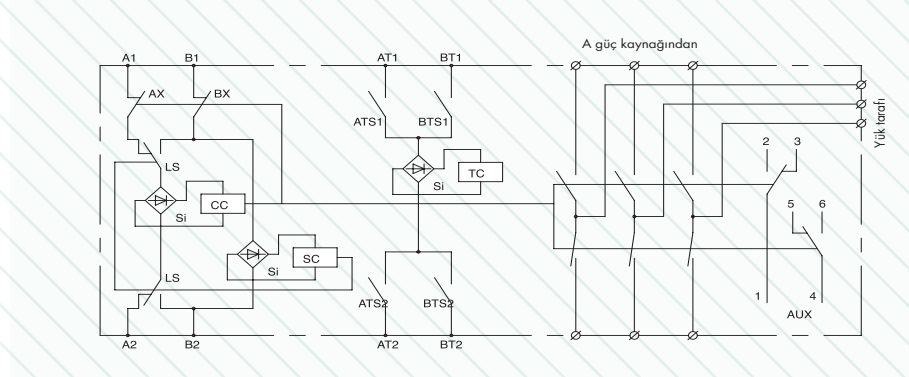 A güç kaynağından
A1
B1
AT1
BT1
AX
BX
ATS1
BTS1
Yük tarafı
2
3
LS
TC
Si
CC
Si
5
6
SC
Si
LS
ATS2
BTS2
1
4
AUX
A2
B2
AT2
BT2